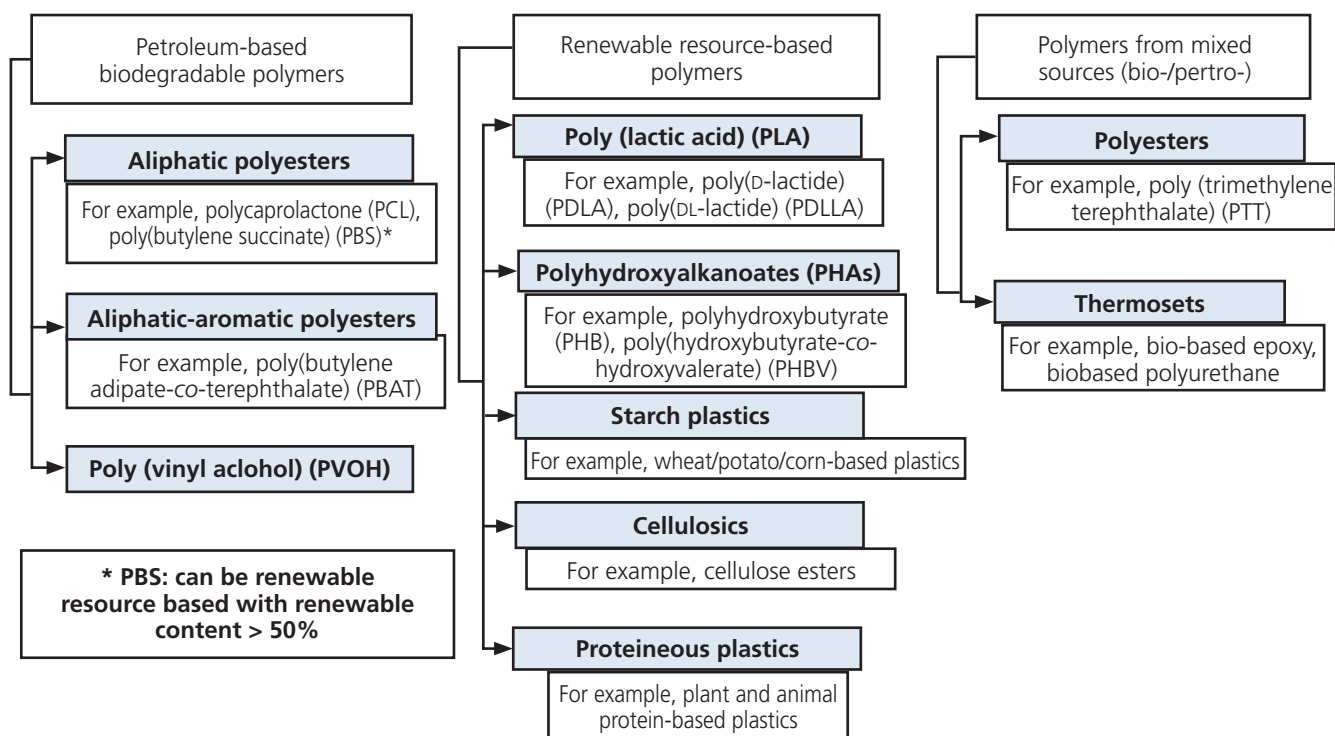 Petroleum-based
biodegradable polymers
Aliphatic polyesters
For example, polycaprolactone (PCL),
poly(butylene succinate) (PBS)*
Aliphatic-aromatic polyesters
For example, poly(butylene
adipate-co-terephthalate) (PBAT)
Poly (vinyl aclohol) (PVOH)
* PBS: can be renewable
resource based with renewable
content > 50%
Renewable resource-based
polymers
Poly (lactic acid) (PLA)
For example, poly(D-lactide)
(PDLA), poly(DL-lactide) (PDLLA)
Polyhydroxyalkanoates (PHAs)
For example, polyhydroxybutyrate
(PHB), poly(hydroxybutyrate-co-
hydroxyvalerate) (PHBV)
Starch plastics
For example, wheat/potato/corn-based plastics
Cellulosics
For example, cellulose esters
Proteineous plastics
For example, plant and animal
protein-based plastics
Polymers from mixed
sources (bio-/pertro-)
Polyesters
For example, poly (trimethylene
terephthalate) (PTT)
Thermosets
For example, bio-based epoxy,
biobased polyurethane